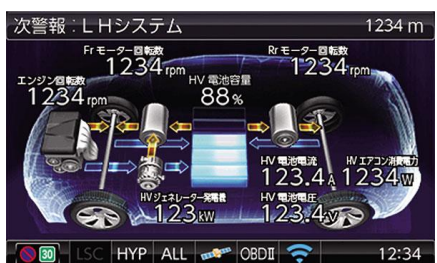 次警報:LHシステム 1234 m
Fr モーター回転数 Rr モーター回転数
1234 rpm 1234 rpm
エンジン回転数 HV 電池容量
1234 rpm 88%
HV 電池電流 HV エアコン消費電力
123.4 A 1234 W
HV ジェネレーター発電機 HV 電池電圧
123 kW 123.4 V
30 LSC HYP ALL OBDⅡ 12:34